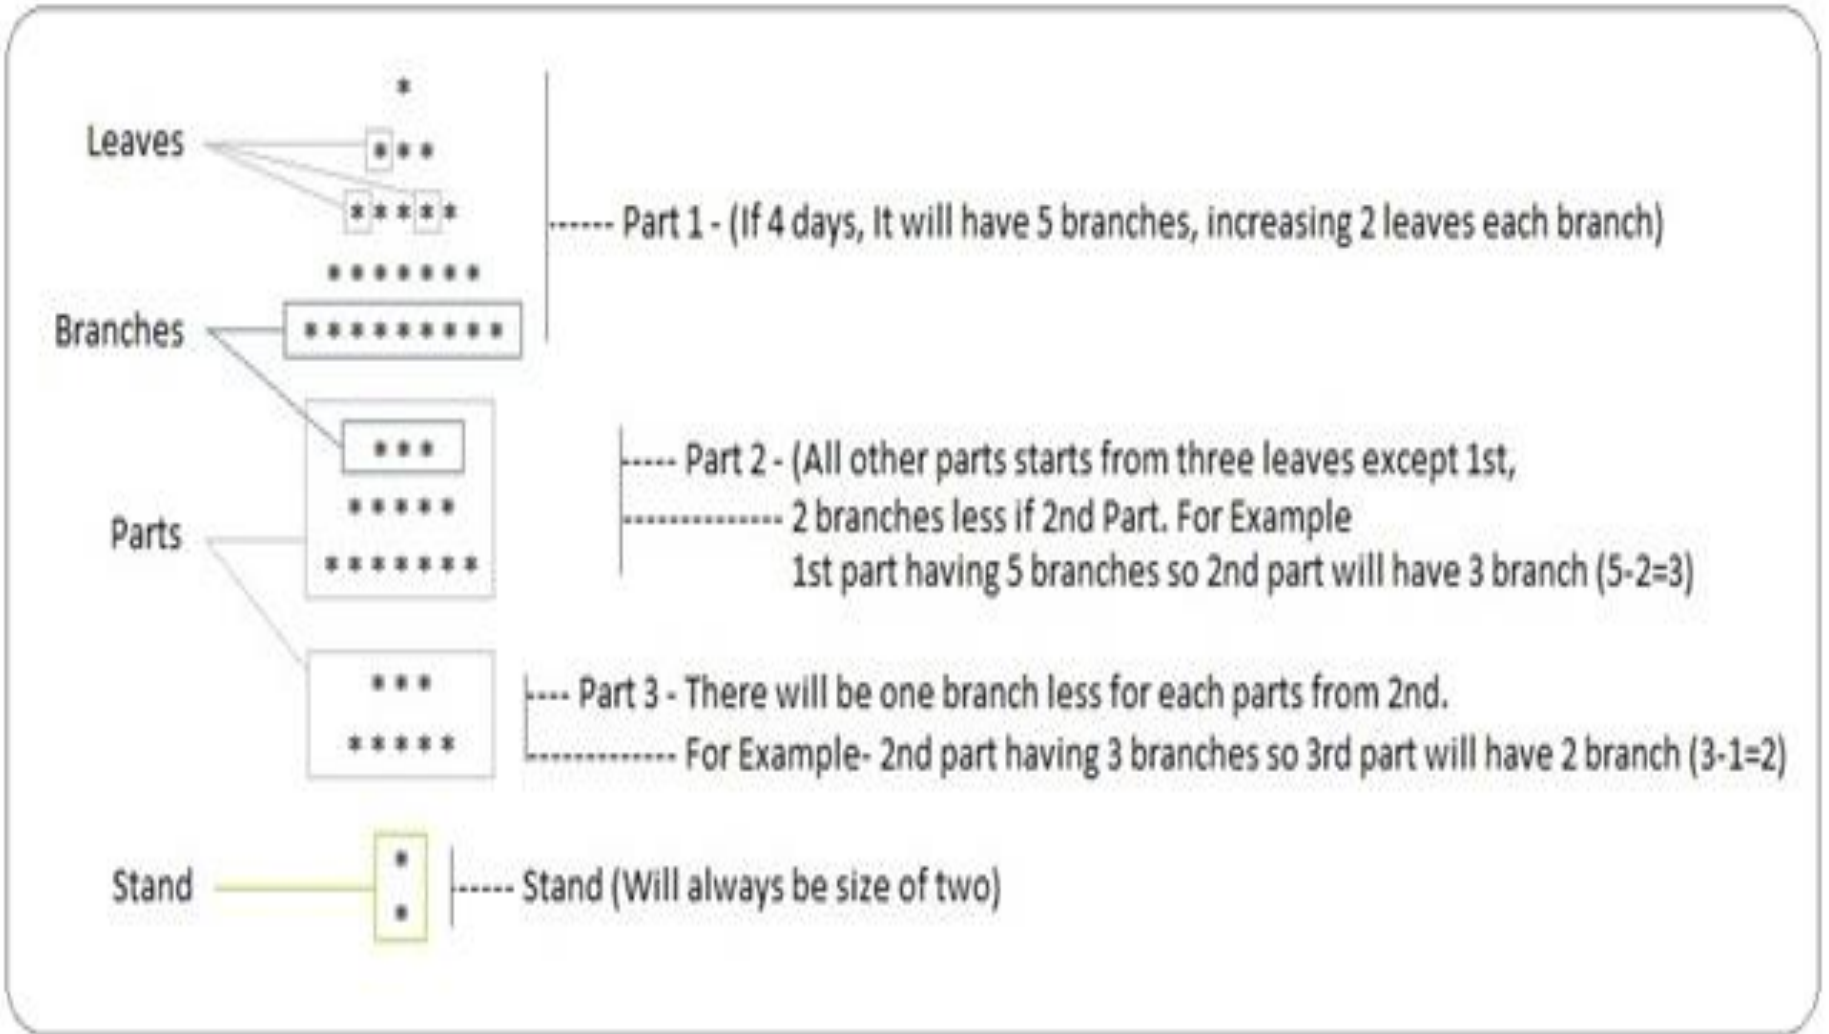 *
Leaves
* * *
* * * * *
Part 1 - (If 4 days, It will have 5 branches, increasing 2 leaves each branch)
* * * * * * *
Branches
* * * * * * * * *
* * *
Part 2 - (All other parts starts from three leaves except 1st,
* * * * *
2 branches less if 2nd Part. For Example
Parts
* * * * * * *
1st part having 5 branches so 2nd part will have 3 branch (5-2=3)
* * *
Part 3 - There will be one branch less for each parts from 2nd.
* * * * *
For Example- 2nd part having 3 branches so 3rd part will have 2 branch (3-1=2)
*
Stand
Stand (Will always be size of two)
*